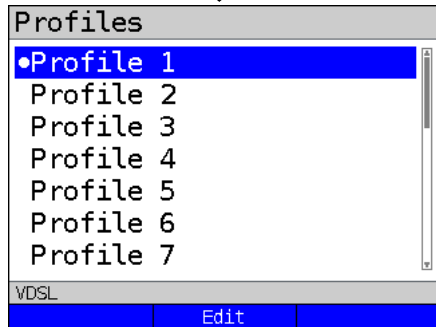 Profiles
•Profile 1
Profile 2
Profile 3
Profile 4
Profile 5
Profile 6
Profile 7
VDSL
Edit